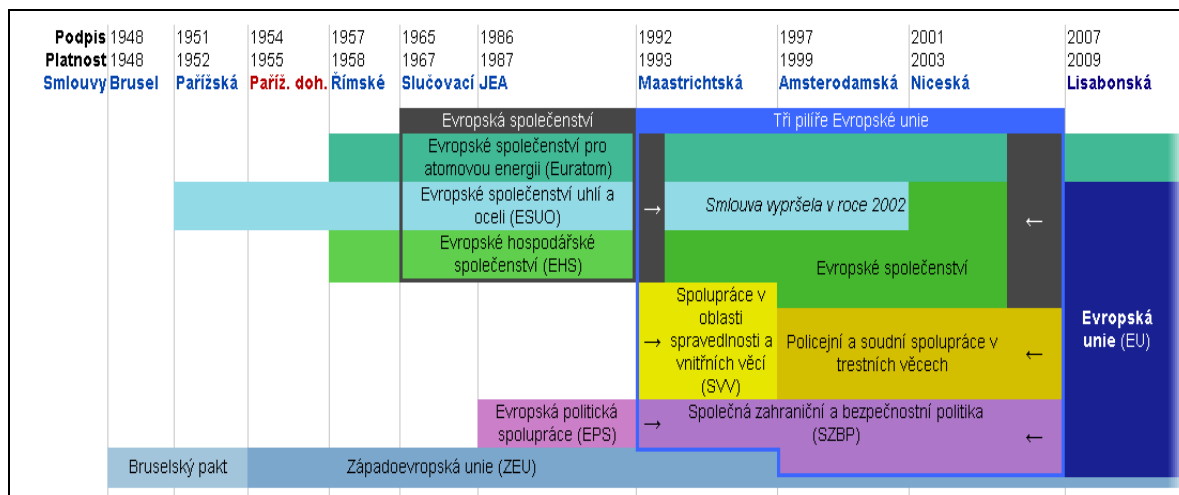 Podpis 1948 1951 1954 1957 1965 1986 1992 1997 2001 2007
Platnost 1948 1952 1955 1958 1967 1987 1993 1999 2003 2009
Smlouvy Brusel Pařížská Paříž. doh. Římské Slučovací JEA Maastrichtská Amsterodamská Niceská Lisabonská
Evropská společenství
Tři pilíře Evropské unie
Evropské společenství pro
atomovou energii (Euratom)
Evropské společenství uhlí a
oceli (ESUO)
→
Smlouva vypršela v roce 2002
←
Evropské hospodářské
společenství (EHS)
Evropské společenství
Spolupráce v
oblasti
spravedlnosti a
→ vnitřních věcí
(SVV)
Policejní a soudní spolupráce v
trestních věcech
←
Evropská
unie (EU)
Evropská politická
spolupráce (EPS)
→
Společná zahraniční a bezpečnostní politika
(SZBP)
←
Bruselský pakt
Západoevropská unie (ZEU)